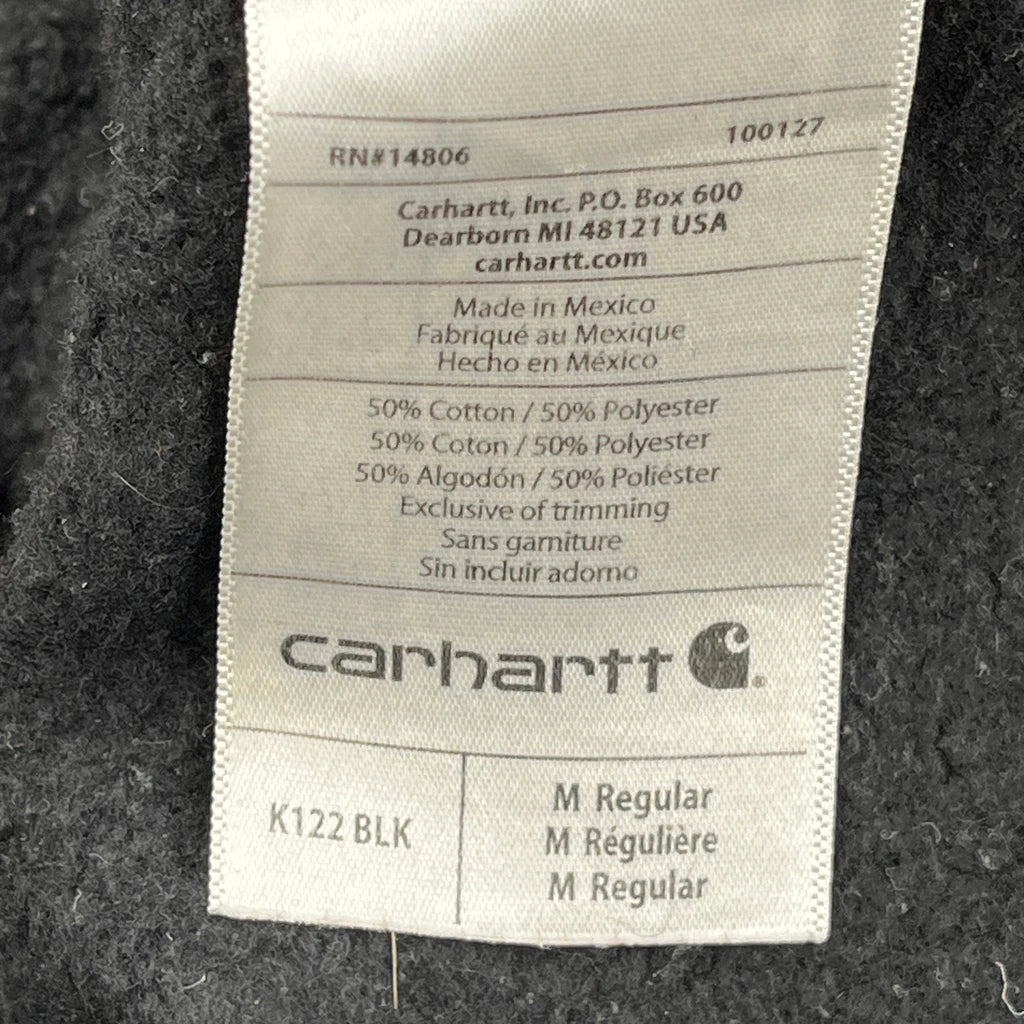 RN#14806 100127
Carhartt, Inc. P.O. Box 600
Dearborn MI 48121 USA
carhartt.com
Made in Mexico
Fabriqué au Mexique
Hecho en México
50% Cotton / 50% Polyester
50% Coton / 50% Polyester
50% Algodón / 50% Poliéster
Exclusive of trimming
Sans garniture
Sin incluir adorno
carhartt ®
K122 BLK
M Regular
M Régulière
M Regular